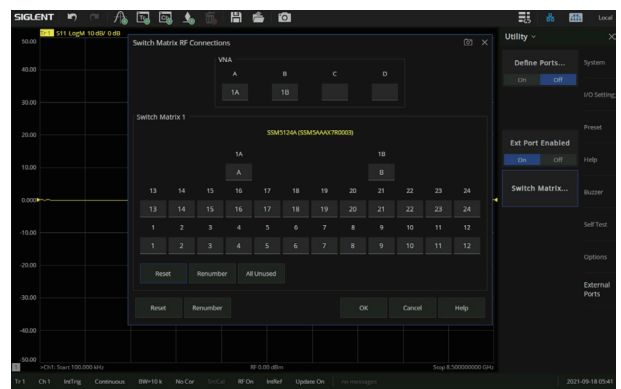 SIGLENT Local
Tr 1 S11 LogM 10 dB/ 0 dB
Utility
50.00
40.00
30.00
20.00
10.00
0.000
-10.00
-20.00
-30.00
-40.00
-50.00
Switch Matrix RF Connections
VNA
A B C D
1A 1B
Switch Matrix 1
SSM5124A (SSM5AAAX7R0003)
1A 1B
A B
13 14 15 16 17 18 19 20 21 22 23 24
13 14 15 16 17 18 19 20 21 22 23 24
1 2 3 4 5 6 7 8 9 10 11 12
1 2 3 4 5 6 7 8 9 10 11 12
Reset Renumber All Unused
Reset Renumber OK Cancel Help
Define Ports...
On Off
Ext Port Enabled
On Off
Switch Matrix...
System
I/O Setting
Preset
Help
Buzzer
Self Test
Options
External
Ports
1 >Ch1: Start 100.000 kHz RF 0.00 dBm Stop 8.500000000 GHz
Tr 1 Ch 1 IntTrig Continuous BW=10 k No Cor SrcCal RF On IntRef Update On no messages 2021-09-18 05:41